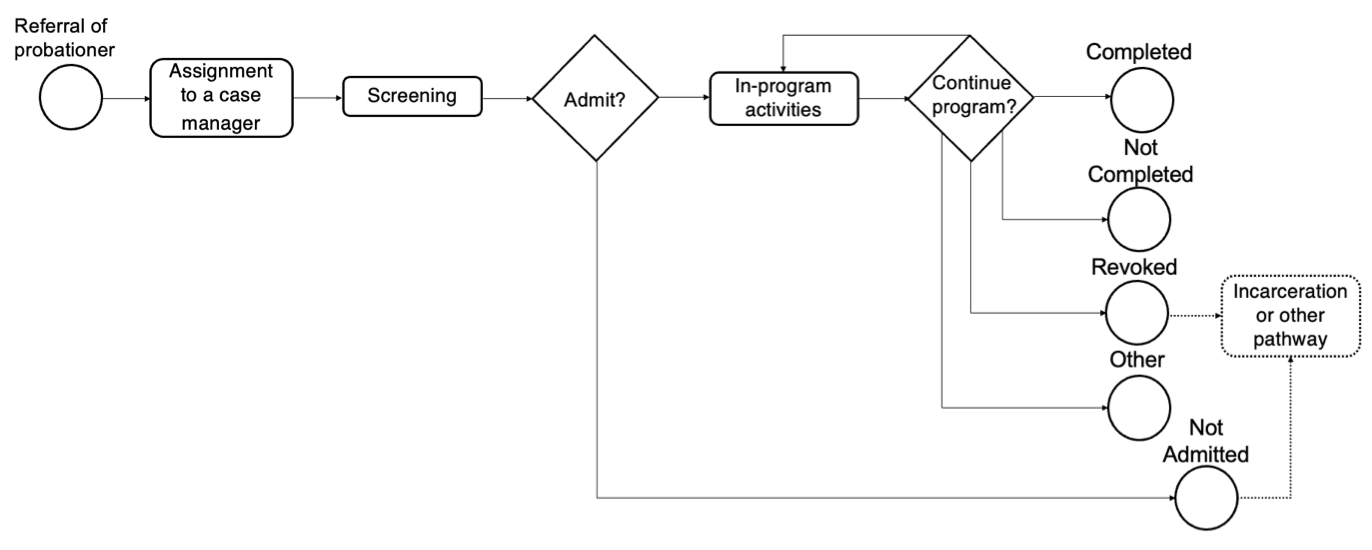 Referral of
probationer
Assignment
to a case
manager
Screening
Admit?
In-program
activities
Continue
program?
Completed
Not
Completed
Revoked
Incarceration
or other
pathway
Other
Not
Admitted